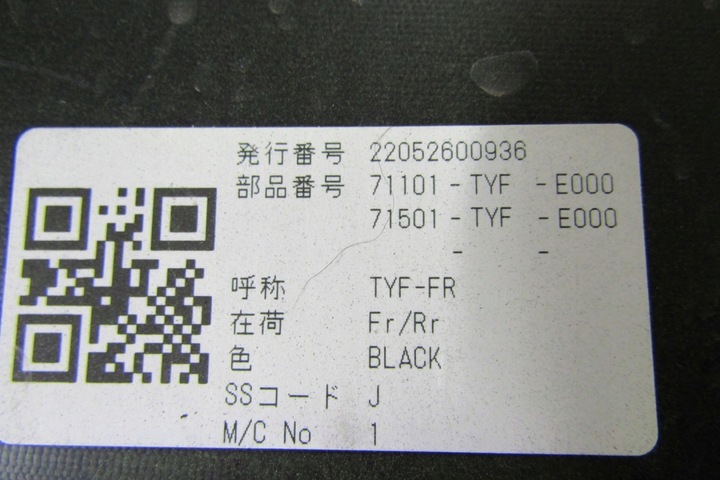 発行番号 22052600936
部品番号 71101 - TYF - E000
71501 - TYF - E000
- -
呼称 TYF-FR
在荷 Fr/Rr
色 BLACK
SSコード J
M/C No 1